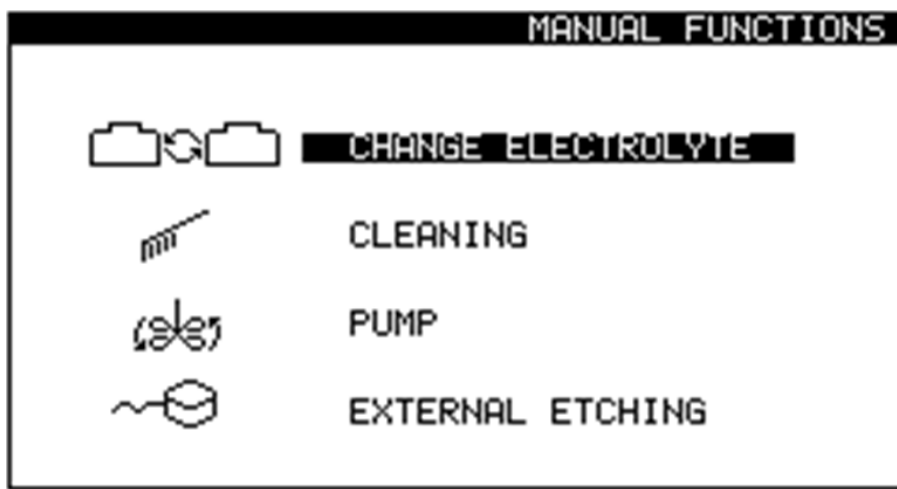 MANUAL FUNCTIONS
CHANGE ELECTROLYTE
CLEANING
PUMP
EXTERNAL ETCHING